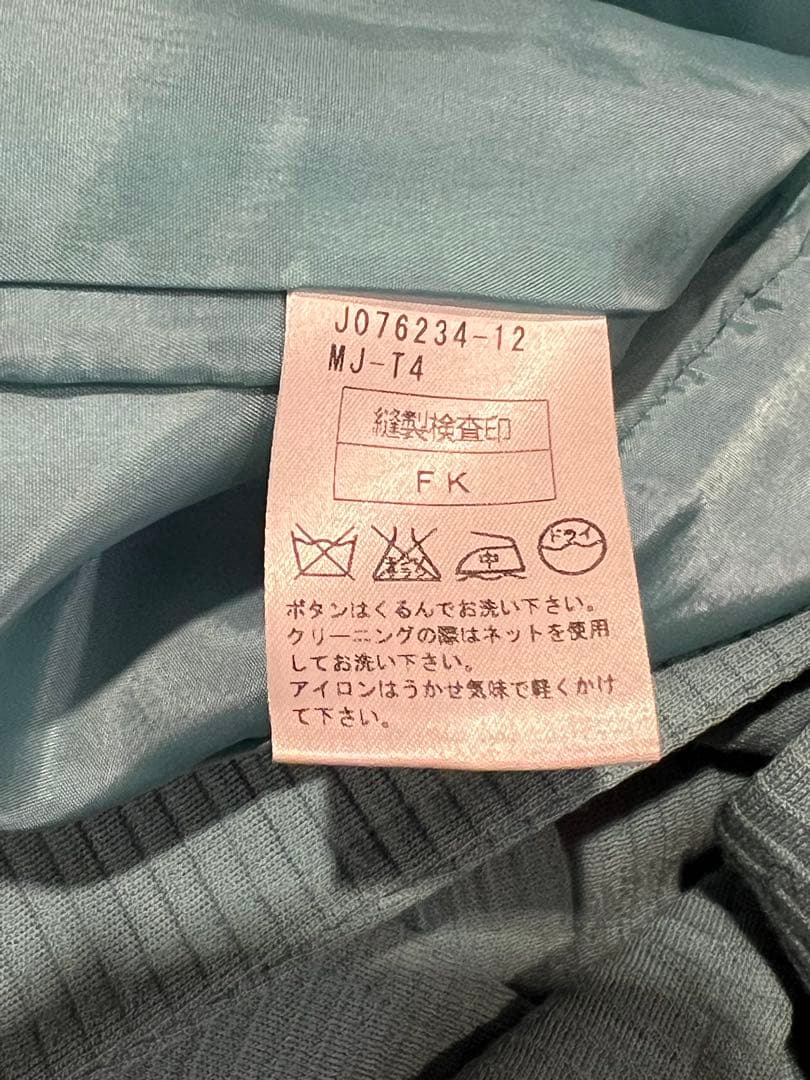 J076234-12
MJ-T4
縫製検査印
FK
中 ドライ
ボタンはくるんでお洗い下さい。
クリーニングの際はネットを使用
してお洗い下さい。
アイロンはうかせ気味で軽くかけ
て下さい。